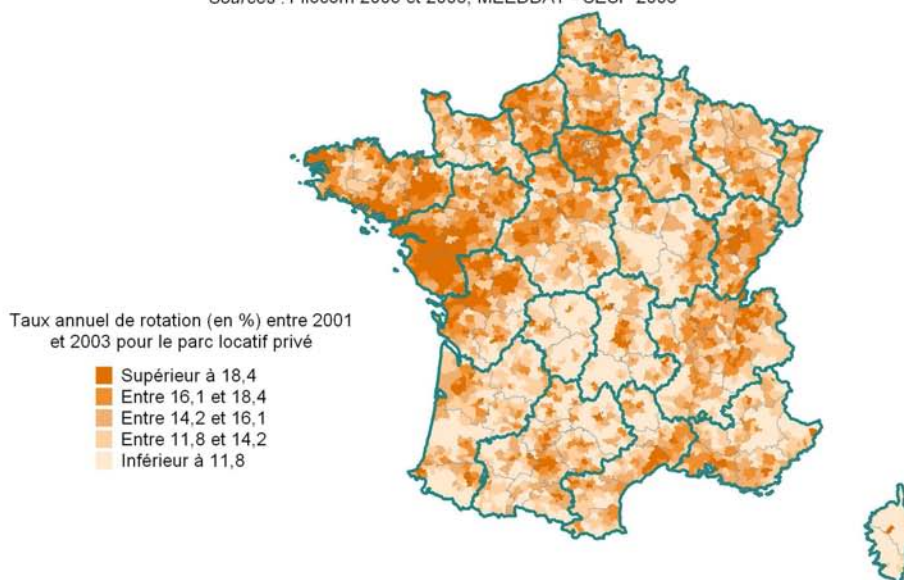 Taux annuel de rotation (en %) entre 2001
et 2003 pour le parc locatif privé
Supérieur à 18,4
Entre 16,1 et 18,4
Entre 14,2 et 16,1
Entre 11,8 et 14,2
Inférieur à 11,8